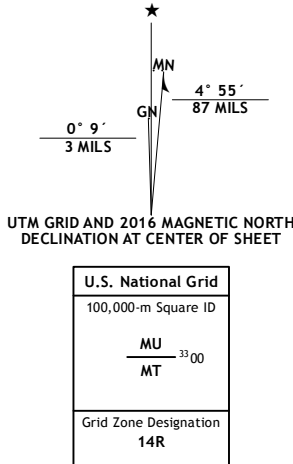 ★
MN
GN
4° 55´
87 MILS
0° 9´
3 MILS
UTM GRID AND 2016 MAGNETIC NORTH
DECLINATION AT CENTER OF SHEET
U.S. National Grid
100,000-m Square ID
MU
3300
MT
Grid Zone Designation
14R